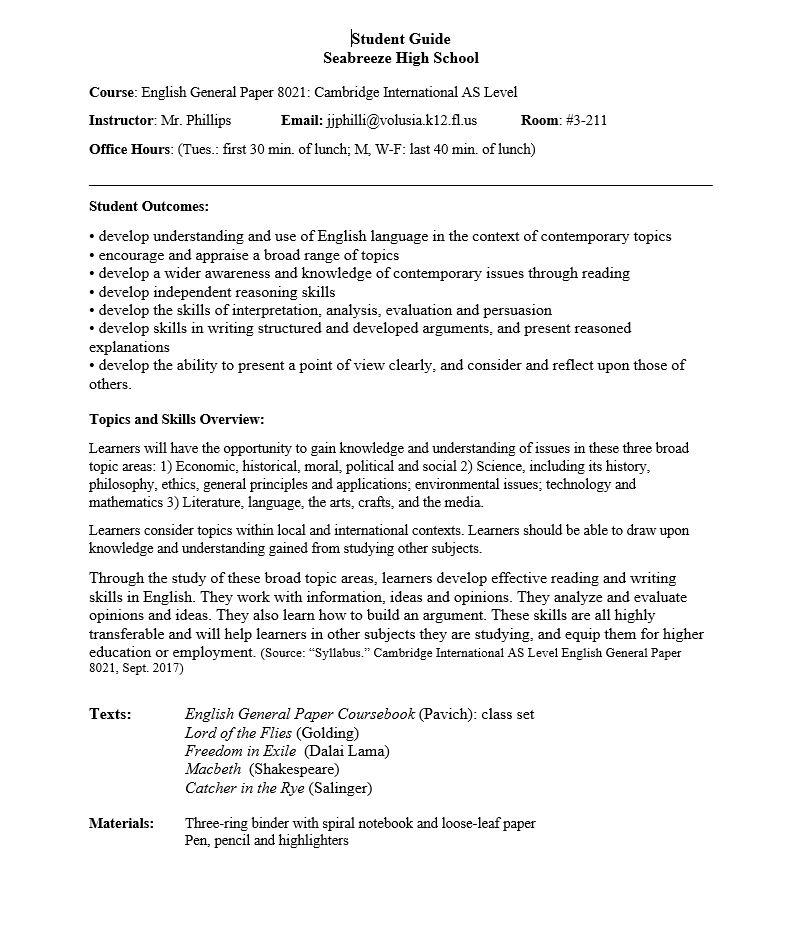 Student Guide
Seabreeze High School
Course: English General Paper 8021: Cambridge International AS Level
Instructor: Mr. Phillips Email: jjphilli@volusia.k12.fl.us Room: #3-211
Office Hours: (Tues.: first 30 min. of lunch; M, W-F: last 40 min. of lunch)
Student Outcomes:
• develop understanding and use of English language in the context of contemporary topics
• encourage and appraise a broad range of topics
• develop a wider awareness and knowledge of contemporary issues through reading
• develop independent reasoning skills
• develop the skills of interpretation, analysis, evaluation and persuasion
• develop skills in writing structured and developed arguments, and present reasoned
explanations
• develop the ability to present a point of view clearly, and consider and reflect upon those of
others.
Topics and Skills Overview:
Learners will have the opportunity to gain knowledge and understanding of issues in these three broad
topic areas: 1) Economic, historical, moral, political and social 2) Science, including its history,
philosophy, ethics, general principles and applications; environmental issues; technology and
mathematics 3) Literature, language, the arts, crafts, and the media.
Learners consider topics within local and international contexts. Learners should be able to draw upon
knowledge and understanding gained from studying other subjects.
Through the study of these broad topic areas, learners develop effective reading and writing
skills in English. They work with information, ideas and opinions. They analyze and evaluate
opinions and ideas. They also learn how to build an argument. These skills are all highly
transferable and will help learners in other subjects they are studying, and equip them for higher
education or employment. (Source: “Syllabus.” Cambridge International AS Level English General Paper
8021, Sept. 2017)
Texts: English General Paper Coursebook (Pavich): class set
Lord of the Flies (Golding)
Freedom in Exile (Dalai Lama)
Macbeth (Shakespeare)
Catcher in the Rye (Salinger)
Materials: Three-ring binder with spiral notebook and loose-leaf paper
Pen, pencil and highlighters